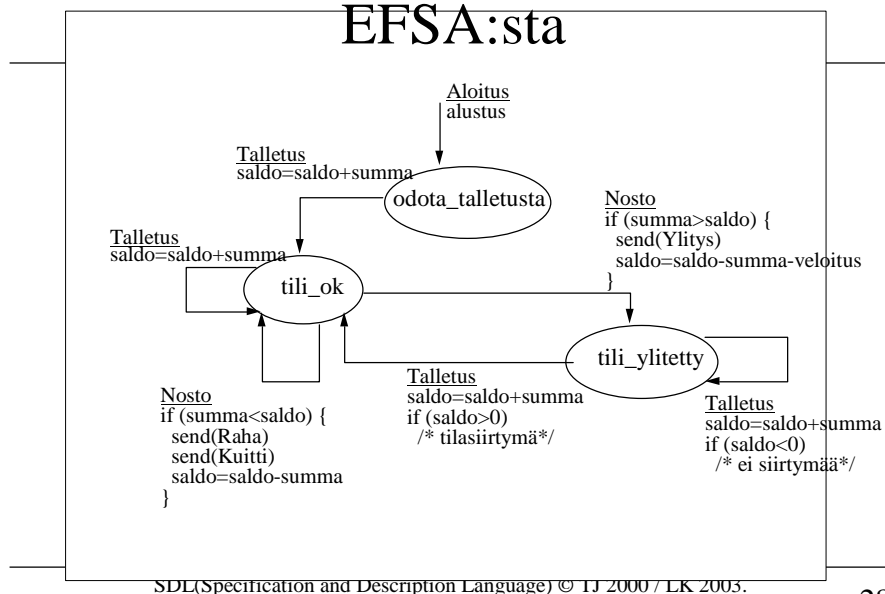 EFSA:sta
Aloitus
alustus
Talletus
saldo=saldo+summa
odota_talletusta
Nosto
if (summa>saldo) {
send(Ylitys)
saldo=saldo-summa-veloitus
}
Talletus
saldo=saldo+summa
tili_ok
tili_ylitetty
Talletus
saldo=saldo+summa
if (saldo>0)
/* tilasiirtymä*/
Nosto
if (summa<saldo) {
send(Raha)
send(Kuitti)
saldo=saldo-summa
}
Talletus
saldo=saldo+summa
if (saldo<0)
/* ei siirtymää*/
SDL(Specification and Description Language) © TJ 2000 / LK 2003.